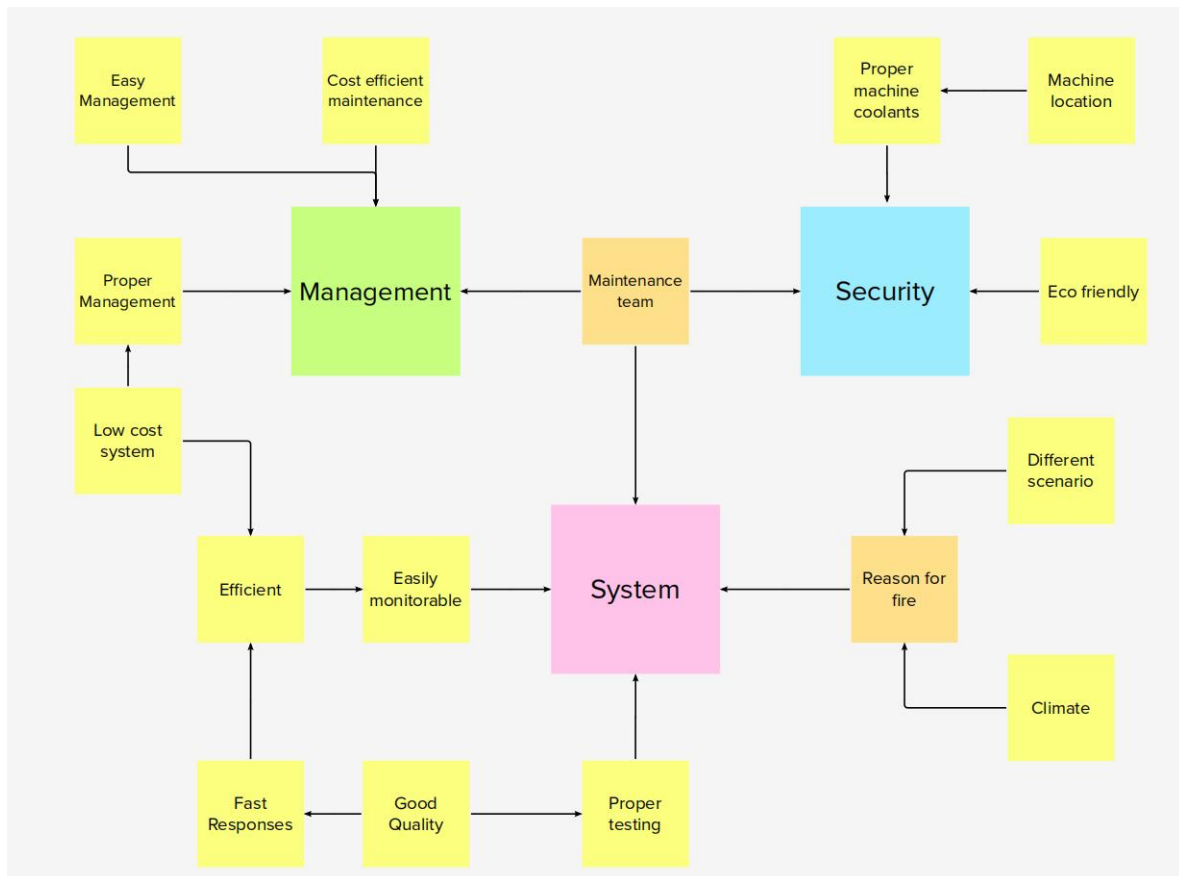 Easy
Management
Cost efficient
maintenance
Proper
machine
coolants
Machine
location
Proper
Management
Management
Maintenance
team
Security
Eco friendly
Low cost
system
Different
scenario
Efficient
Easily
monitorable
System
Reason for
fire
Climate
Fast
Responses
Good
Quality
Proper
testing